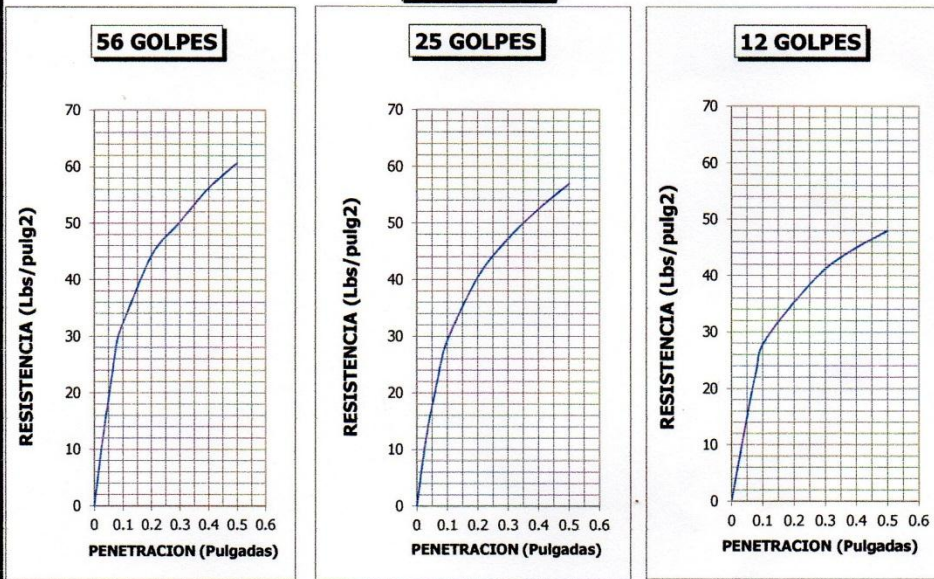 56 GOLPES
RESISTENCIA (Lbs/pulg2)
70
60
50
40
30
20
10
0
0 0.1 0.2 0.3 0.4 0.5 0.6
PENETRACION (Pulgadas)
25 GOLPES
RESISTENCIA (Lbs/pulg2)
70
60
50
40
30
20
10
0
0 0.1 0.2 0.3 0.4 0.5 0.6
PENETRACION (Pulgadas)
12 GOLPES
RESISTENCIA (Lbs/pulg2)
70
60
50
40
30
20
10
0
0 0.1 0.2 0.3 0.4 0.5 0.6
PENETRACION (Pulgadas)